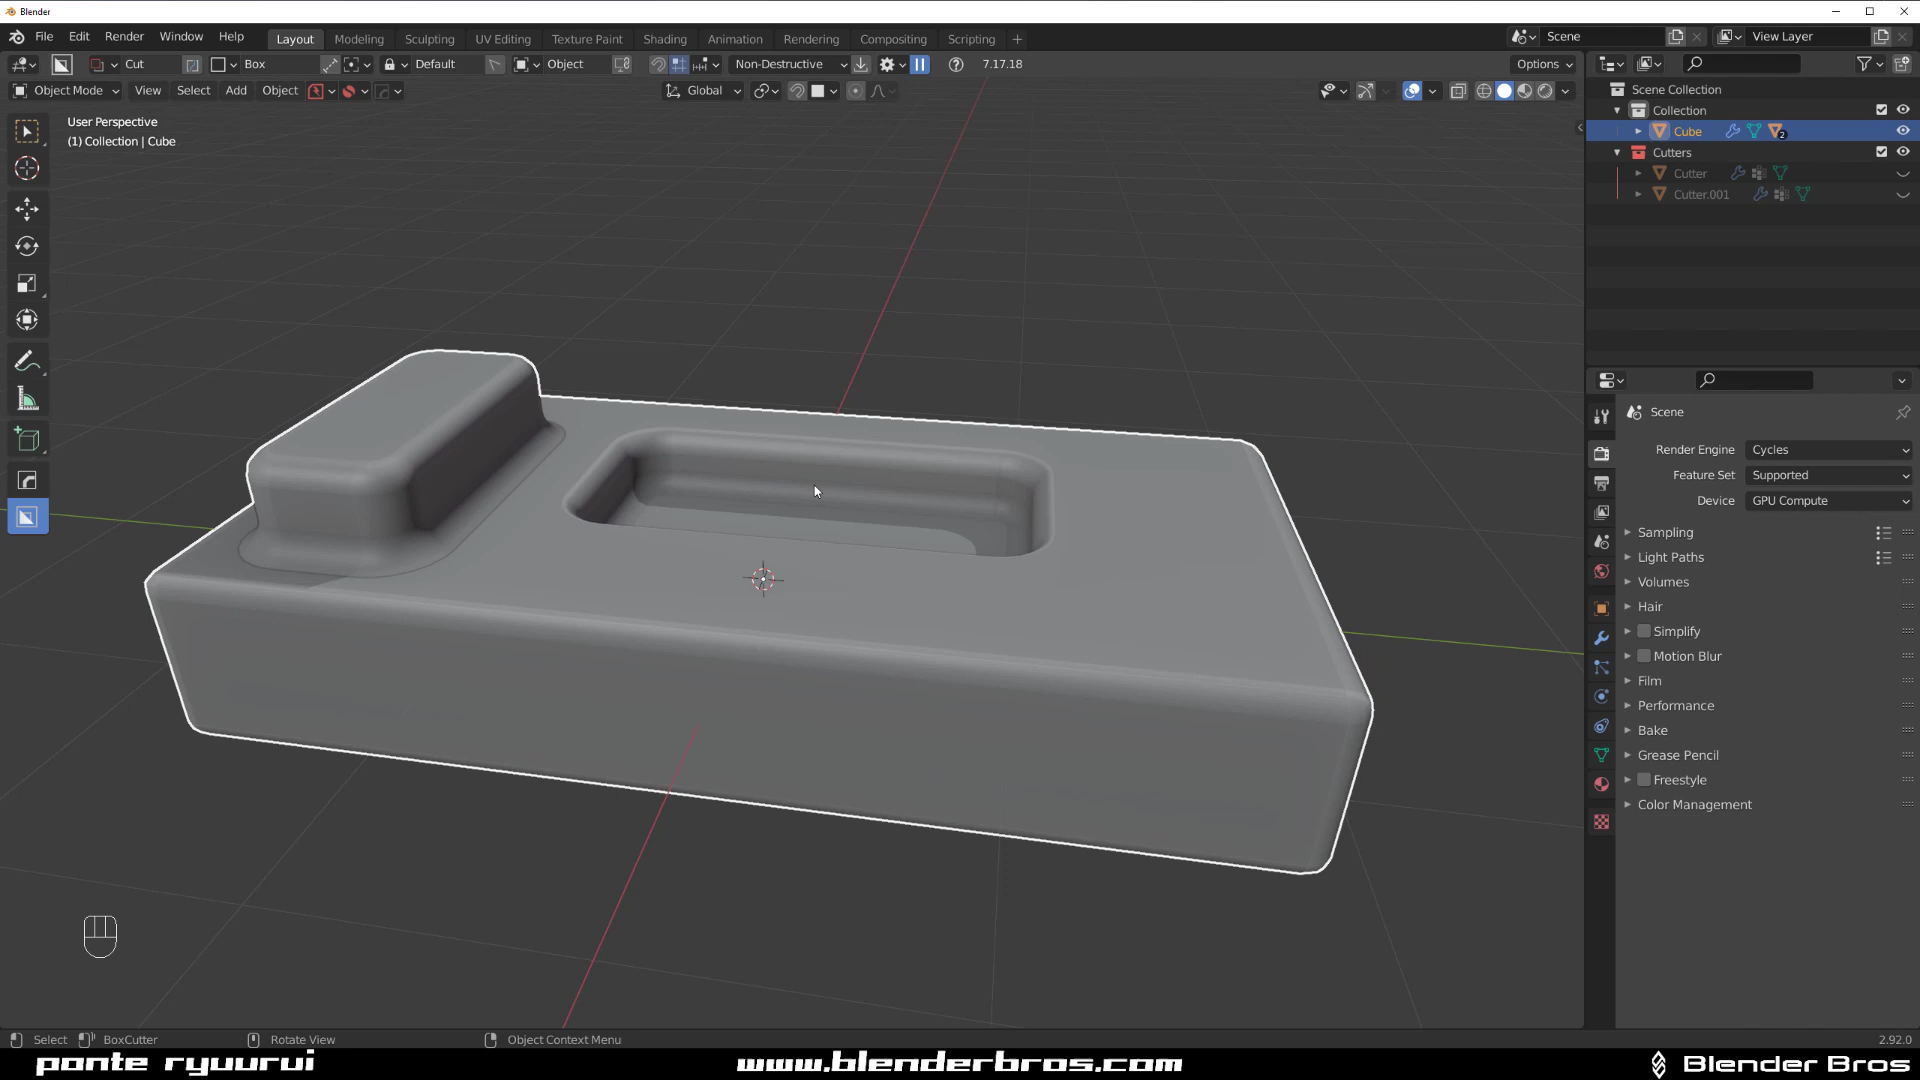 Blender
File Edit Render Window Help Layout Modeling Sculpting UV Editing Texture Paint Shading Animation Rendering Compositing Scripting + Scene View Layer
Cut Box Default Object Non-Destructive 7.17.18 Options
Object Mode View Select Add Object Global
User Perspective
(1) Collection | Cube
Scene Collection
Collection
Cube 2
Cutters
Cutter
Cutter.001
Scene
Render Engine Cycles
Feature Set Supported
Device GPU Compute
Sampling
Light Paths
Volumes
Hair
Simplify
Motion Blur
Film
Performance
Bake
Grease Pencil
Freestyle
Color Management
Select BoxCutter Rotate View Object Context Menu 2.92.0
ponte ryuurui www.blenderbros.com Blender Bros